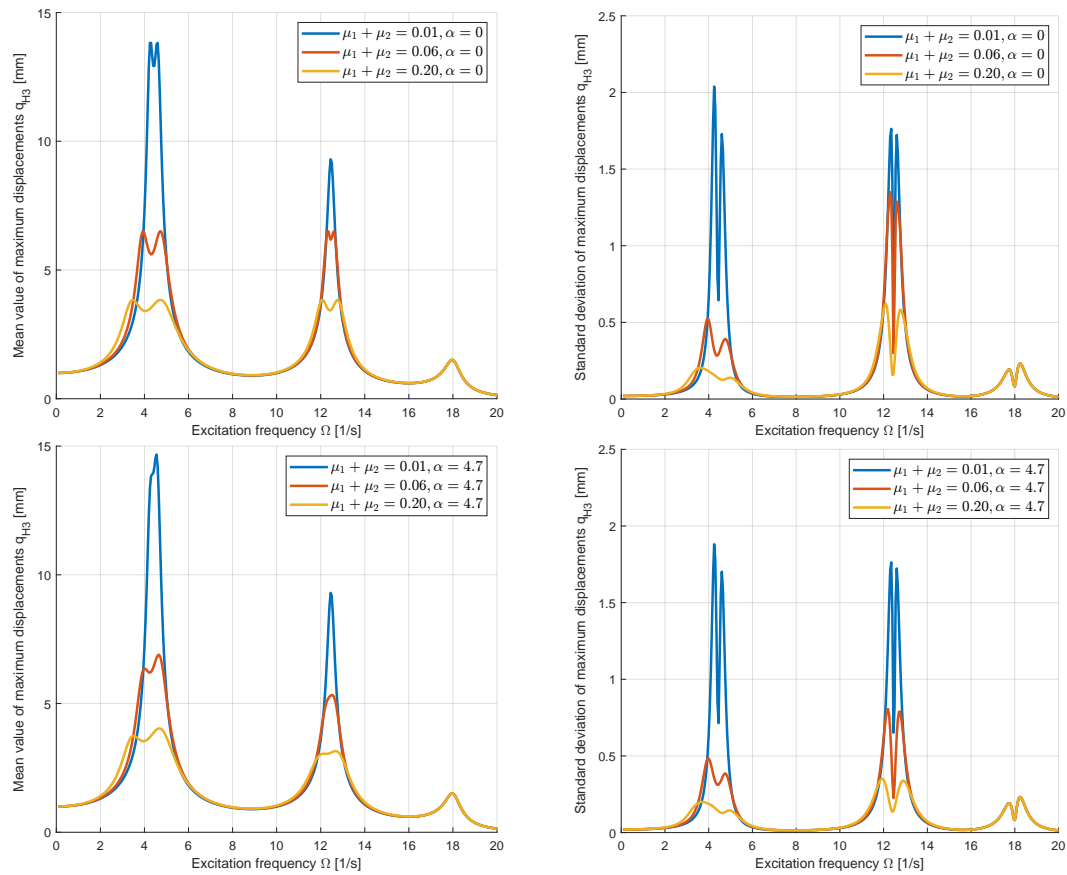 Mean value of maximum displacements q_H3 [mm]
15
10
5
0
μ₁ + μ₂ = 0.01, α = 0
μ₁ + μ₂ = 0.06, α = 0
μ₁ + μ₂ = 0.20, α = 0
0 2 4 6 8 10 12 14 16 18 20
Excitation frequency Ω [1/s]
Standard deviation of maximum displacements q_H3 [mm]
2.5
2
1.5
1
0.5
0
μ₁ + μ₂ = 0.01, α = 0
μ₁ + μ₂ = 0.06, α = 0
μ₁ + μ₂ = 0.20, α = 0
0 2 4 6 8 10 12 14 16 18 20
Excitation frequency Ω [1/s]
Mean value of maximum displacements q_H3 [mm]
15
10
5
0
μ₁ + μ₂ = 0.01, α = 4.7
μ₁ + μ₂ = 0.06, α = 4.7
μ₁ + μ₂ = 0.20, α = 4.7
0 2 4 6 8 10 12 14 16 18 20
Excitation frequency Ω [1/s]
Standard deviation of maximum displacements q_H3 [mm]
2.5
2
1.5
1
0.5
0
μ₁ + μ₂ = 0.01, α = 4.7
μ₁ + μ₂ = 0.06, α = 4.7
μ₁ + μ₂ = 0.20, α = 4.7
0 2 4 6 8 10 12 14 16 18 20
Excitation frequency Ω [1/s]